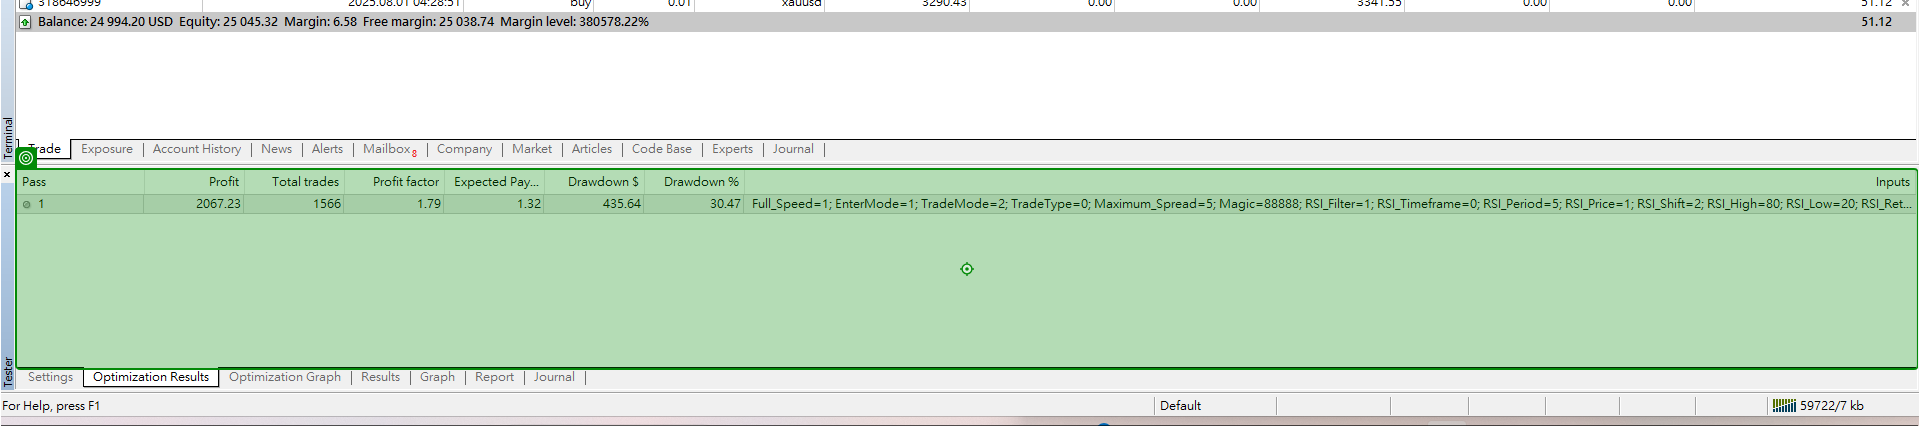 318646999 2025.08.01 04:28:51 buy 0.01 xauusd 3290.43 0.00 0.00 3341.55 0.00 0.00 51.12
Balance: 24 994.20 USD Equity: 25 045.32 Margin: 6.58 Free margin: 25 038.74 Margin level: 380578.22% 51.12
Terminal
Trade Exposure Account History News Alerts Mailbox 8 Company Market Articles Code Base Experts Journal
Pass Profit Total trades Profit factor Expected Pay... Drawdown $ Drawdown % Inputs
1 2067.23 1566 1.79 1.32 435.64 30.47 Full_Speed=1; EnterMode=1; TradeMode=2; TradeType=0; Maximum_Spread=5; Magic=88888; RSI_Filter=1; RSI_Timeframe=0; RSI_Period=5; RSI_Price=1; RSI_Shift=2; RSI_High=80; RSI_Low=20; RSI_Ret...
Tester
Settings Optimization Results Optimization Graph Results Graph Report Journal
For Help, press F1 Default 59722/7 kb